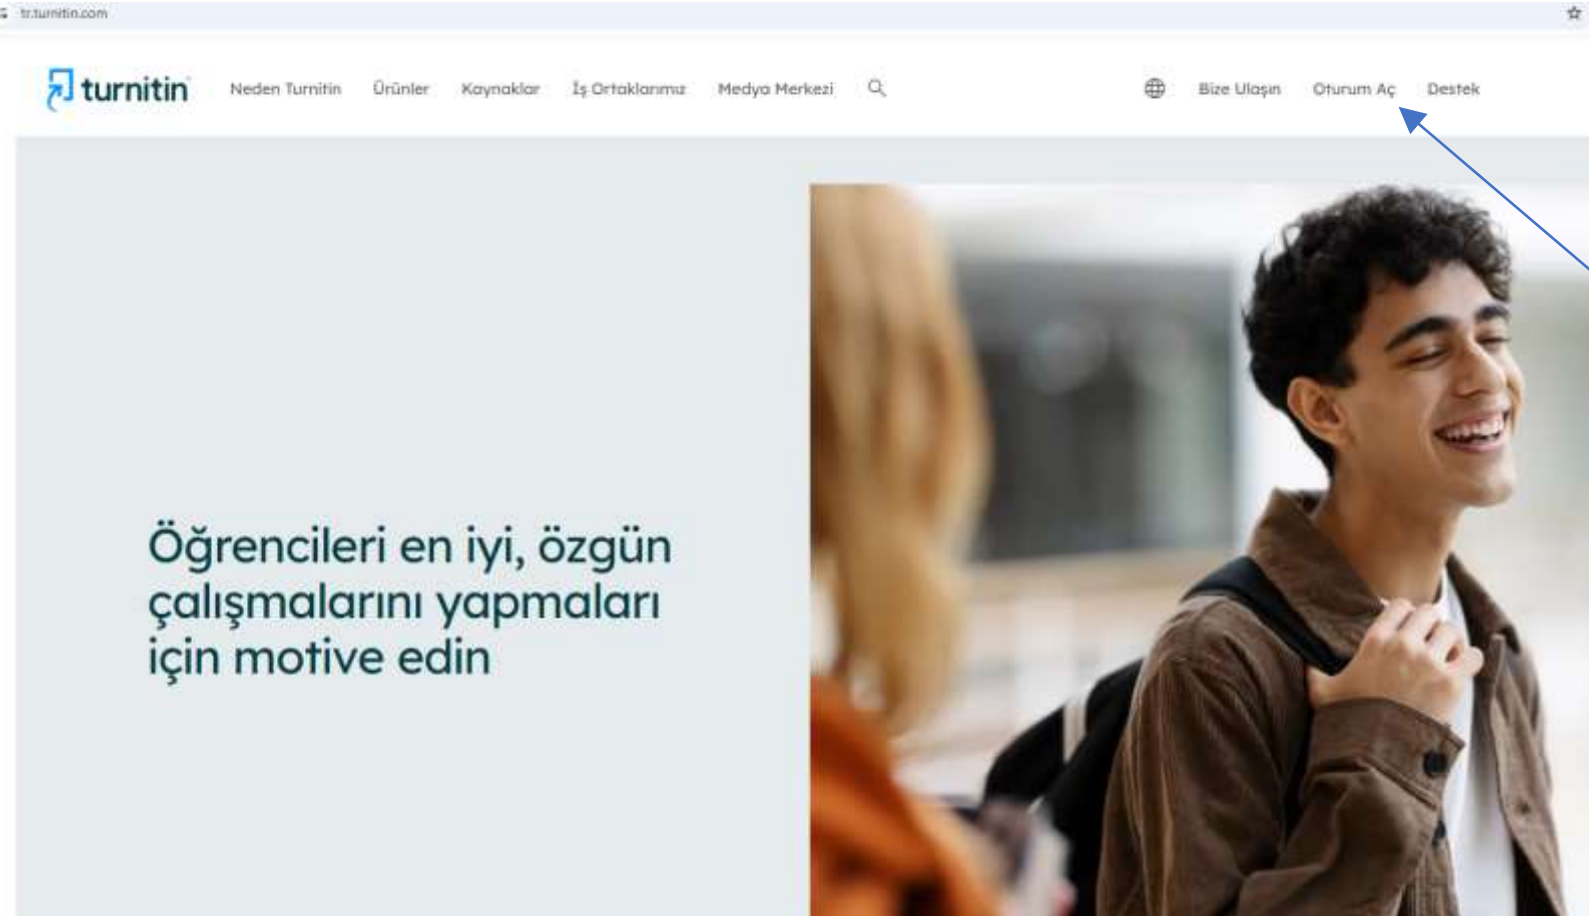 tr.turnitin.com
turnitin
Neden Turnitin Ürünler Kaynaklar İş Ortaklarımız Medya Merkezi
Bize Ulaşın Oturum Aç Destek
Öğrencileri en iyi, özgün
çalışmalarını yapmaları
için motive edin